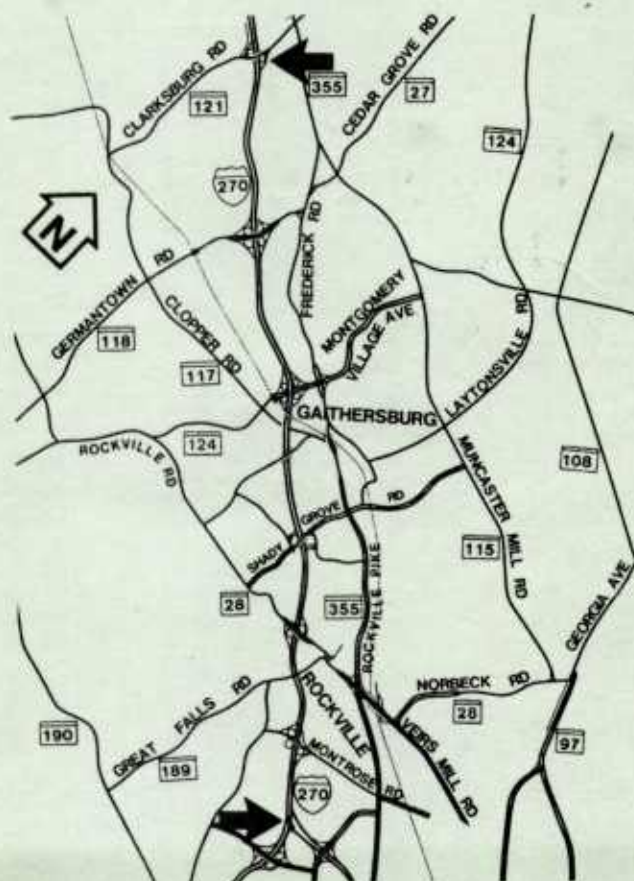 CLARKSBURG RD
121
355
CEDAR GROVE RD
27
124
270
N
FREDERICK RD
GERMANTOWN RD
118
CLOPPER RD
117
MONTGOMERY
VILLAGE AVE
LAYTONSVILLE RD
GAITHERSBURG
124
ROCKVILLE RD
MUNCASTER MILL RD
108
SHADY GROVE RD
115
28
355
ROCKVILLE PIKE
GEORGIA AVE
NORBECK RD
28
ROCKVILLE
GREAT FALLS RD
190
189
VEIRS MILL RD
97
MONTROSE RD
270